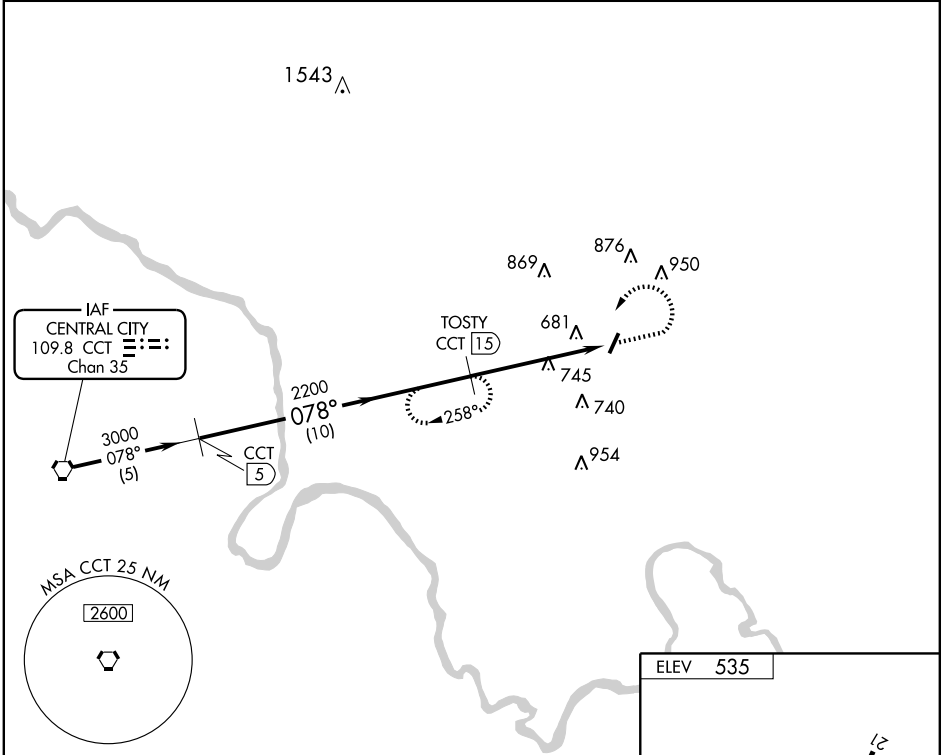 1543
869
876
950
IAF
CENTRAL CITY
109.8 CCT
Chan 35
TOSTY
CCT 15
681
745
740
954
2200
078°
(10)
258°
3000
078°
(5)
CCT
5
MSA CCT 25 NM
2600
ELEV 535
21